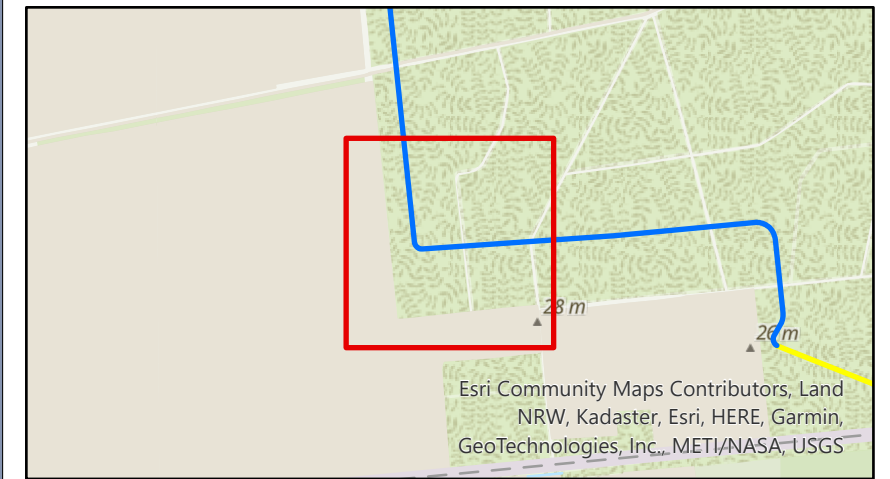 28 m
26 m
Esri Community Maps Contributors, Land
NRW, Kadaster, Esri, HERE, Garmin,
GeoTechnologies, Inc., METI/NASA, USGS